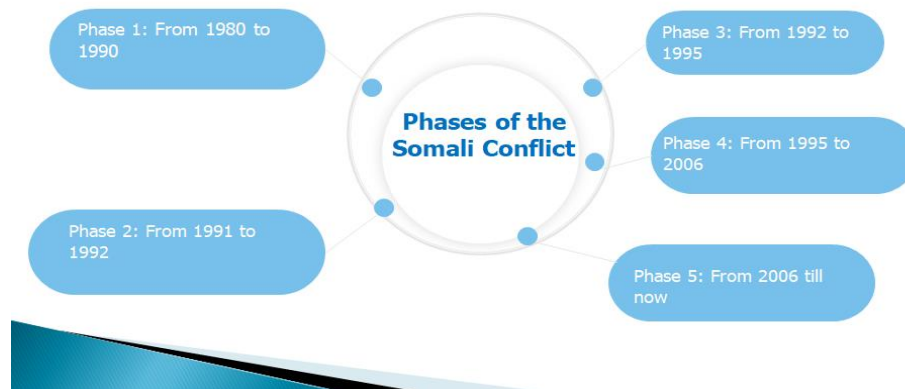 Phases of the
Somali Conflict
Phase 1: From 1980 to
1990
Phase 2: From 1991 to
1992
Phase 3: From 1992 to
1995
Phase 4: From 1995 to
2006
Phase 5: From 2006 till
now